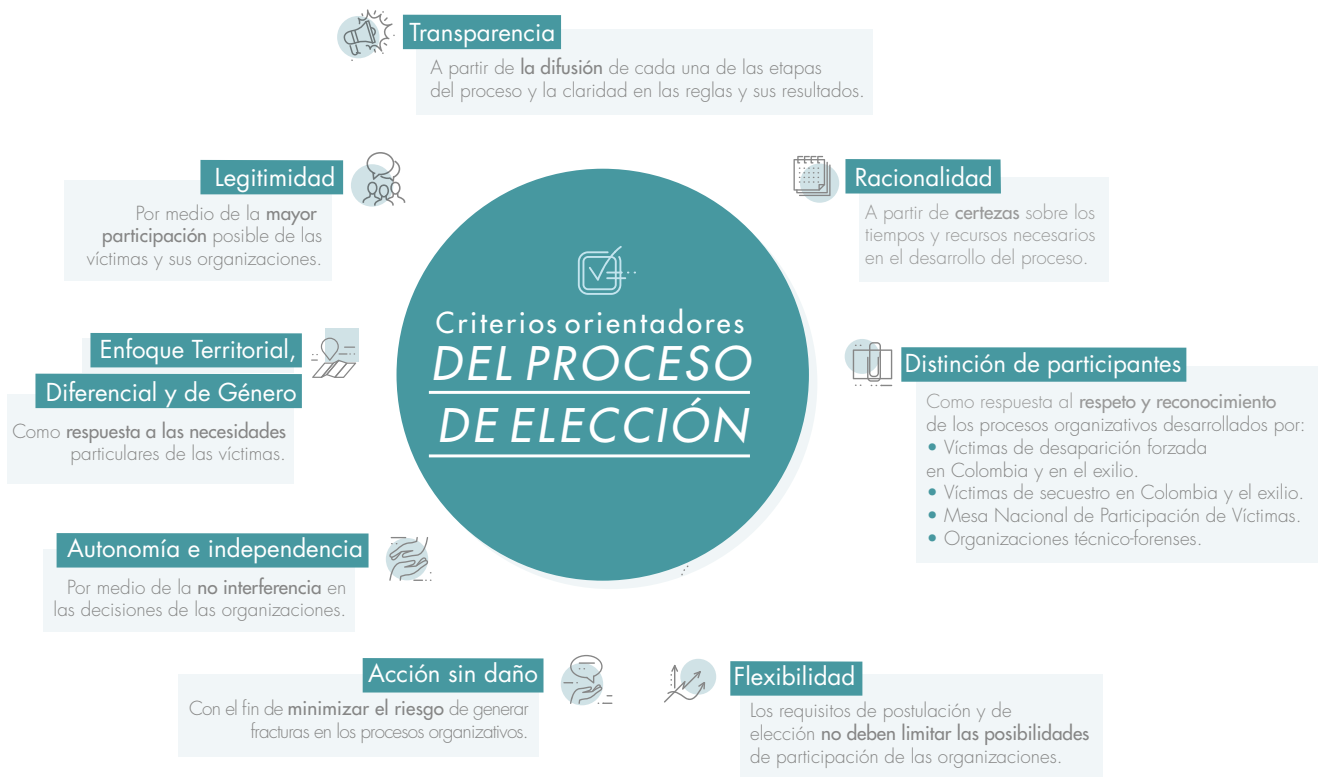 Transparencia
A partir de la difusión de cada una de las etapas
del proceso y la claridad en las reglas y sus resultados.
Legitimidad
Por medio de la mayor
participación posible de las
víctimas y sus organizaciones.
Racionalidad
A partir de certezas sobre los
tiempos y recursos necesarios
en el desarrollo del proceso.
Criterios orientadores
DEL PROCESO
DE ELECCIÓN
Enfoque Territorial,
Diferencial y de Género
Como respuesta a las necesidades
particulares de las víctimas.
Distinción de participantes
Como respuesta al respeto y reconocimiento
de los procesos organizativos desarrollados por:
• Víctimas de desaparición forzada
en Colombia y en el exilio.
• Víctimas de secuestro en Colombia y el exilio.
• Mesa Nacional de Participación de Víctimas.
• Organizaciones técnico-forenses.
Autonomía e independencia
Por medio de la no interferencia en
las decisiones de las organizaciones.
Acción sin daño
Con el fin de minimizar el riesgo de generar
fracturas en los procesos organizativos.
Flexibilidad
Los requisitos de postulación y de
elección no deben limitar las posibilidades
de participación de las organizaciones.